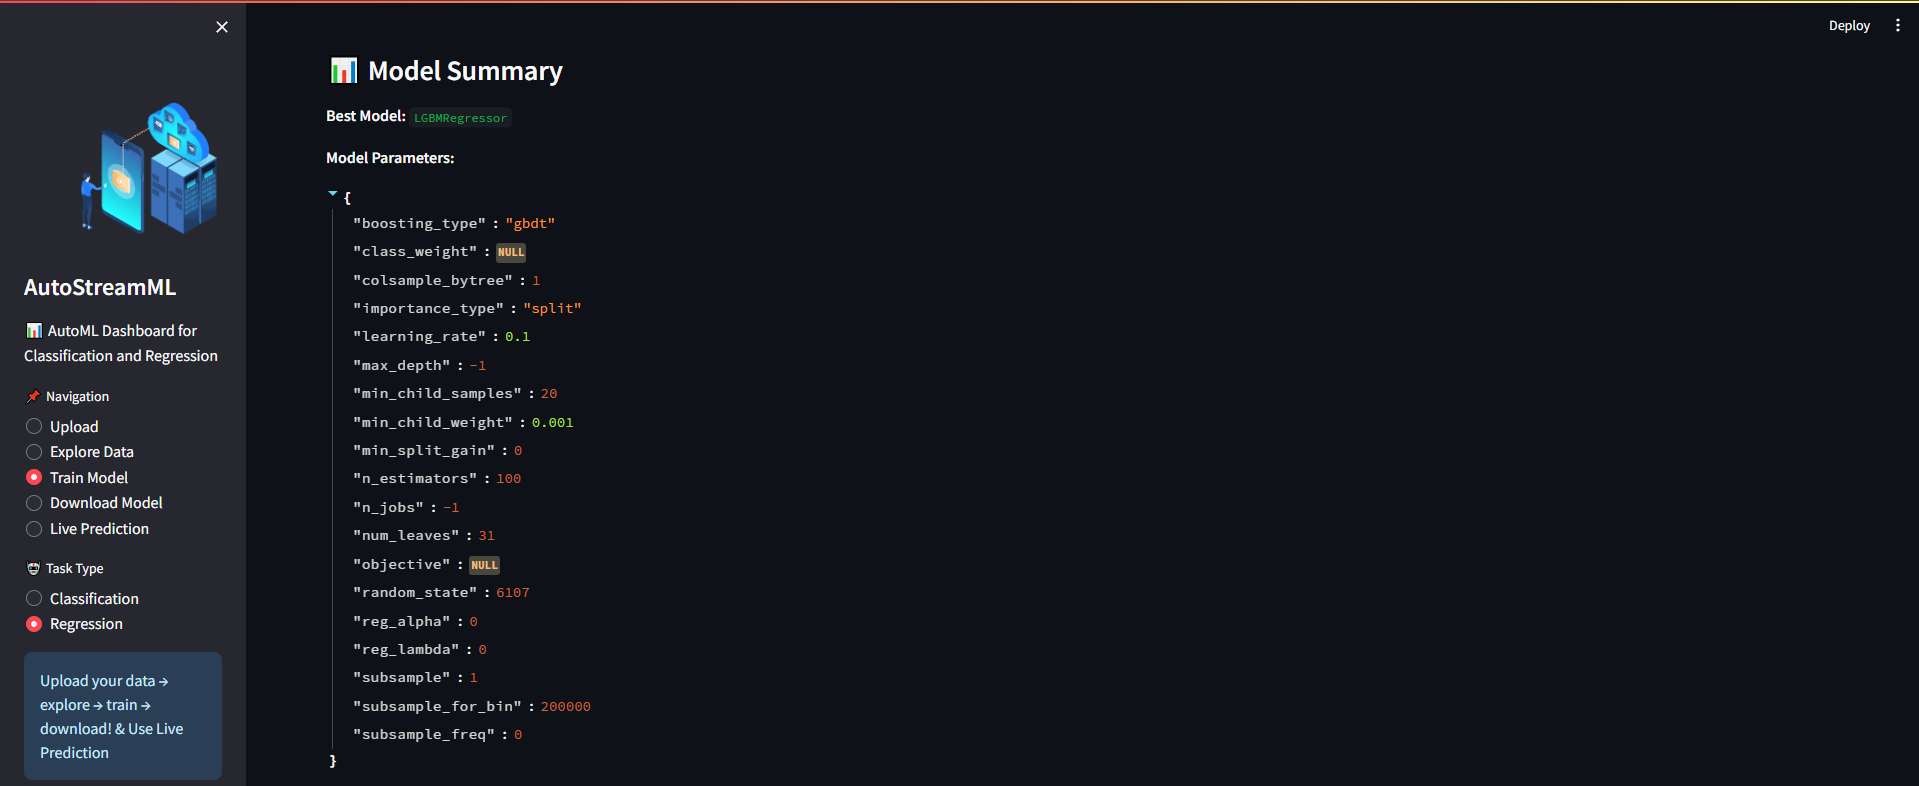 Deploy
AutoStreamML
📊 AutoML Dashboard for
Classification and Regression
📌 Navigation
Upload
Explore Data
Train Model
Download Model
Live Prediction
Task Type
Classification
Regression
Upload your data →
explore → train →
download! & Use Live
Prediction
📊 Model Summary
Best Model: LGBMRegressor
Model Parameters:
{
"boosting_type" : "gbdt"
"class_weight" : NULL
"colsample_bytree" : 1
"importance_type" : "split"
"learning_rate" : 0.1
"max_depth" : -1
"min_child_samples" : 20
"min_child_weight" : 0.001
"min_split_gain" : 0
"n_estimators" : 100
"n_jobs" : -1
"num_leaves" : 31
"objective" : NULL
"random_state" : 6107
"reg_alpha" : 0
"reg_lambda" : 0
"subsample" : 1
"subsample_for_bin" : 200000
"subsample_freq" : 0
}